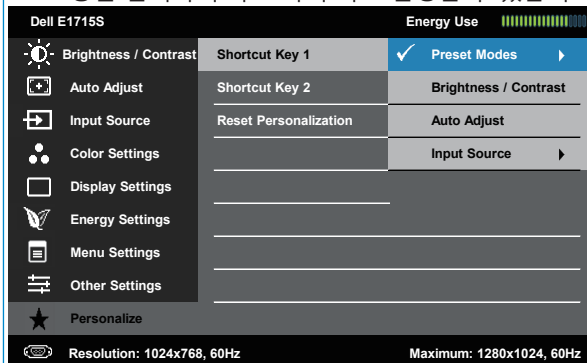 Dell E1715S Energy Use
Brightness / Contrast Shortcut Key 1 Preset Modes
Auto Adjust Shortcut Key 2 Brightness / Contrast
Input Source Reset Personalization Auto Adjust
Color Settings Input Source
Display Settings
Energy Settings
Menu Settings
Other Settings
Personalize
Resolution: 1024x768, 60Hz Maximum: 1280x1024, 60Hz